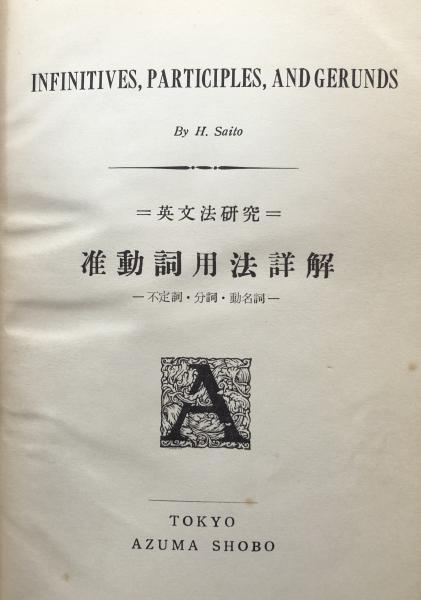 INFINITIVES, PARTICIPLES, AND GERUNDS
By H. Saito
＝英文法研究＝
准動詞用法詳解
—不定詞・分詞・動名詞—
A
TOKYO
AZUMA SHOBO